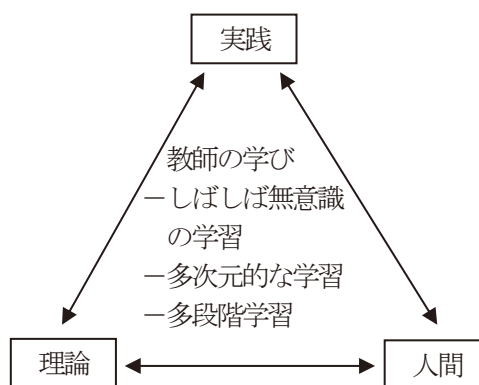 実践
教師の学び
－しばしば無意識
の学習
－多次元的な学習
－多段階学習
理論
人間